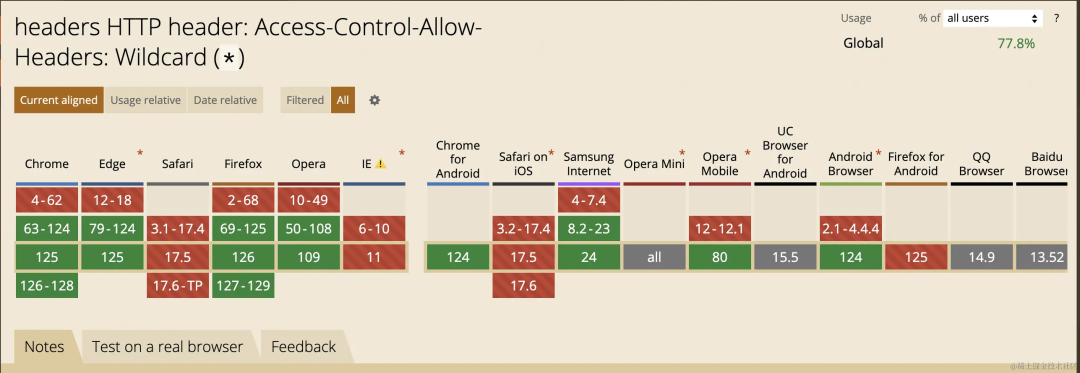 headers HTTP header: Access-Control-Allow-
Headers: Wildcard (*)
Usage % of all users ?
Global 77.8%
Current aligned Usage relative Date relative Filtered All
Chrome Edge * Safari Firefox Opera IE * Chrome for Android Safari on iOS * Samsung Internet Opera Mini Opera Mobile * UC Browser for Android Android Browser * Firefox for Android QQ Browser Baidu Browser
4-62 12-18 2-68 10-49 4-7.4
63-124 79-124 3.1-17.4 69-125 50-108 6-10 3.2-17.4 8.2-23 12-12.1 2.1-4.4.4
125 125 17.5 126 109 11 124 17.5 24 all 80 15.5 124 125 14.9 13.52
126-128 17.6-TP 127-129 17.6
Notes Test on a real browser Feedback
@稀土掘金技术社区